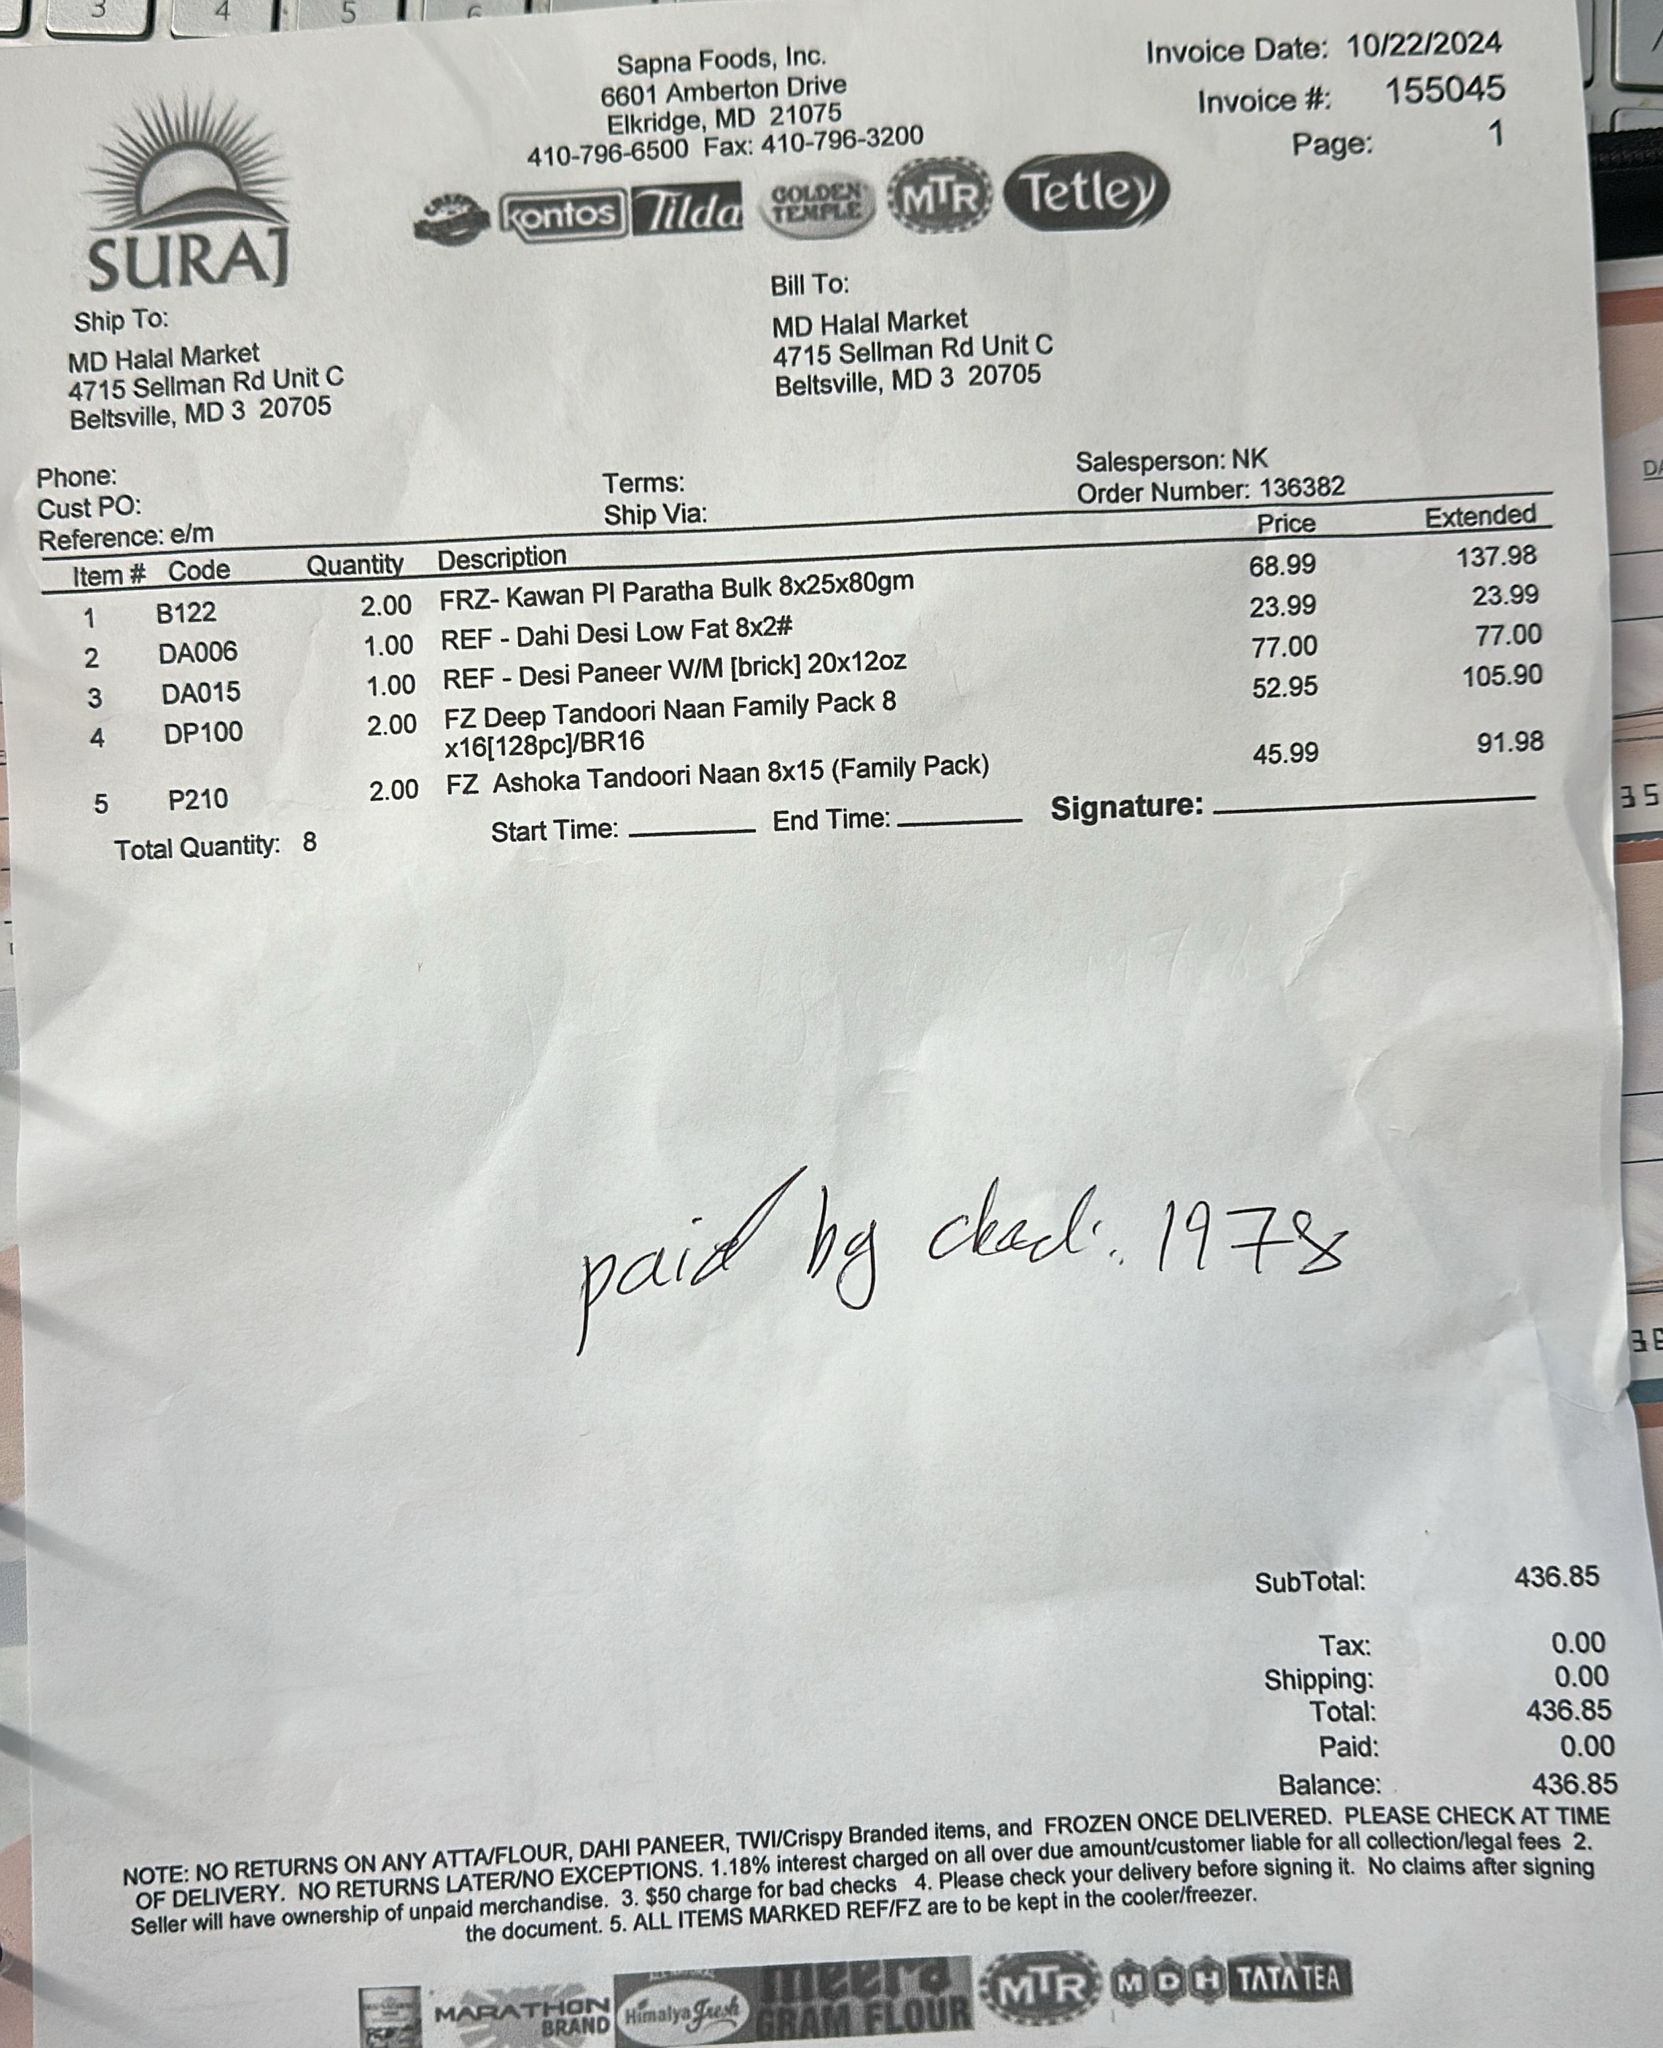 3 4 5 6
Sapna Foods, Inc.
6601 Amberton Drive
Elkridge, MD 21075
410-796-6500 Fax: 410-796-3200
Invoice Date: 10/22/2024
Invoice #: 155045
Page: 1
SURAJ
kontos Tilda GOLDEN TEMPLE MTR Tetley
Ship To:
MD Halal Market
4715 Sellman Rd Unit C
Beltsville, MD 3 20705
Bill To:
MD Halal Market
4715 Sellman Rd Unit C
Beltsville, MD 3 20705
Phone:
Cust PO:
Reference: e/m
Terms:
Ship Via:
Salesperson: NK
Order Number: 136382
Item # Code Quantity Description Price Extended
1 B122 2.00 FRZ- Kawan Pl Paratha Bulk 8x25x80gm 68.99 137.98
2 DA006 1.00 REF - Dahi Desi Low Fat 8x2# 23.99 23.99
3 DA015 1.00 REF - Desi Paneer W/M [brick] 20x12oz 77.00 77.00
4 DP100 2.00 FZ Deep Tandoori Naan Family Pack 8 52.95 105.90
x16[128pc]/BR16
5 P210 2.00 FZ Ashoka Tandoori Naan 8x15 (Family Pack) 45.99 91.98
Total Quantity: 8 Start Time: End Time: Signature:
paid by check: 1978
SubTotal: 436.85
Tax: 0.00
Shipping: 0.00
Total: 436.85
Paid: 0.00
Balance: 436.85
NOTE: NO RETURNS ON ANY ATTA/FLOUR, DAHI PANEER, TWI/Crispy Branded items, and FROZEN ONCE DELIVERED. PLEASE CHECK AT TIME
OF DELIVERY. NO RETURNS LATER/NO EXCEPTIONS. 1.18% interest charged on all over due amount/customer liable for all collection/legal fees 2.
Seller will have ownership of unpaid merchandise. 3. $50 charge for bad checks 4. Please check your delivery before signing it. No claims after signing
the document. 5. ALL ITEMS MARKED REF/FZ are to be kept in the cooler/freezer.
MARATHON
BRAND
Himalya Fresh
meera
GRAM FLOUR
MTR MDH TATA TEA